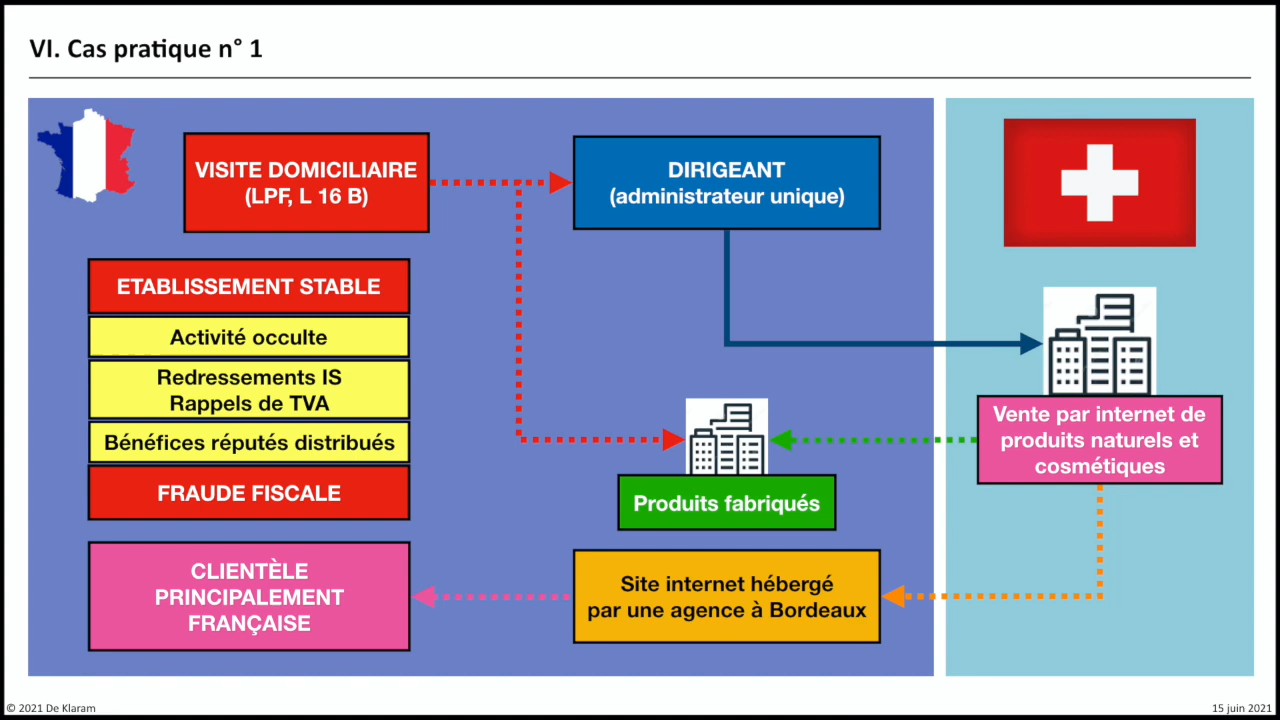 VI. Cas pratique n° 1
VISITE DOMICILIAIRE
(LPF, L 16 B)
DIRIGEANT
(administrateur unique)
ETABLISSEMENT STABLE
Activité occulte
Redressements IS
Rappels de TVA
Bénéfices réputés distribués
FRAUDE FISCALE
Vente par internet de
produits naturels et
cosmétiques
Produits fabriqués
CLIENTÈLE
PRINCIPALEMENT
FRANÇAISE
Site internet hébergé
par une agence à Bordeaux
© 2021 De Klaram
15 juin 2021